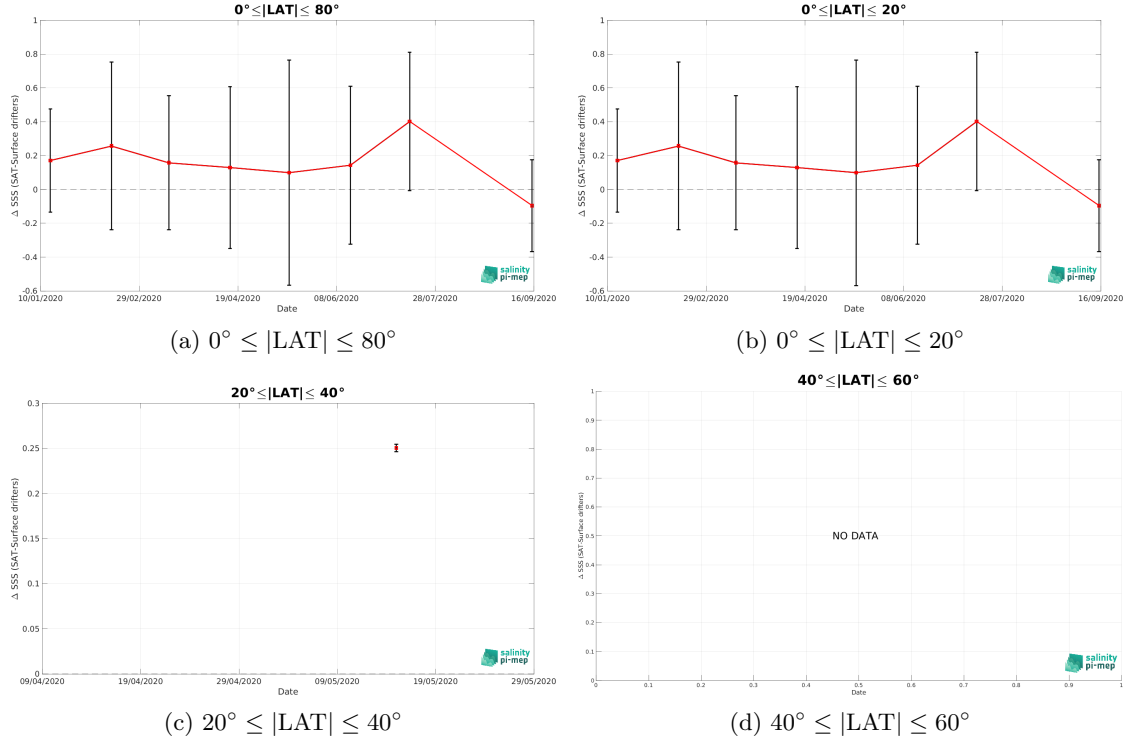 0°≤|LAT|≤ 80°
1
0.8
0.6
0.4
0.2
0
-0.2
-0.4
-0.6
Δ SSS (SAT-Surface drifters)
10/01/2020 29/02/2020 19/04/2020 08/06/2020 28/07/2020 16/09/2020
Date
salinity
pi-mep
(a) 0° ≤ |LAT| ≤ 80°
0°≤|LAT|≤ 20°
1
0.8
0.6
0.4
0.2
0
-0.2
-0.4
-0.6
Δ SSS (SAT-Surface drifters)
10/01/2020 29/02/2020 19/04/2020 08/06/2020 28/07/2020 16/09/2020
Date
salinity
pi-mep
(b) 0° ≤ |LAT| ≤ 20°
20°≤|LAT|≤ 40°
0.3
0.25
0.2
0.15
0.1
0.05
0
Δ SSS (SAT-Surface drifters)
09/04/2020 19/04/2020 29/04/2020 09/05/2020 19/05/2020 29/05/2020
Date
salinity
pi-mep
(c) 20° ≤ |LAT| ≤ 40°
40°≤|LAT|≤ 60°
1
0.9
0.8
0.7
0.6
0.5
0.4
0.3
0.2
0.1
0
Δ SSS (SAT-Surface drifters)
NO DATA
0 0.1 0.2 0.3 0.4 0.5 0.6 0.7 0.8 0.9 1
Date
salinity
pi-mep
(d) 40° ≤ |LAT| ≤ 60°